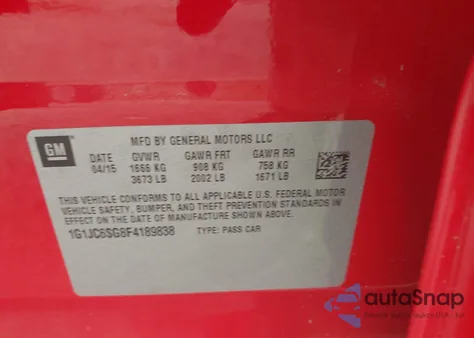 GM
MFD BY GENERAL MOTORS LLC
DATE GVWR GAWR FRT GAWR RR
04/15 1666 KG 908 KG 758 KG
3673 LB 2002 LB 1671 LB
THIS VEHICLE CONFORMS TO ALL APPLICABLE U.S. FEDERAL MOTOR
VEHICLE SAFETY, BUMPER, AND THEFT PREVENTION STANDARDS IN
EFFECT ON THE DATE OF MANUFACTURE SHOWN ABOVE.
1G1JC6SG8F4189838 TYPE: PASS CAR
autaSnap